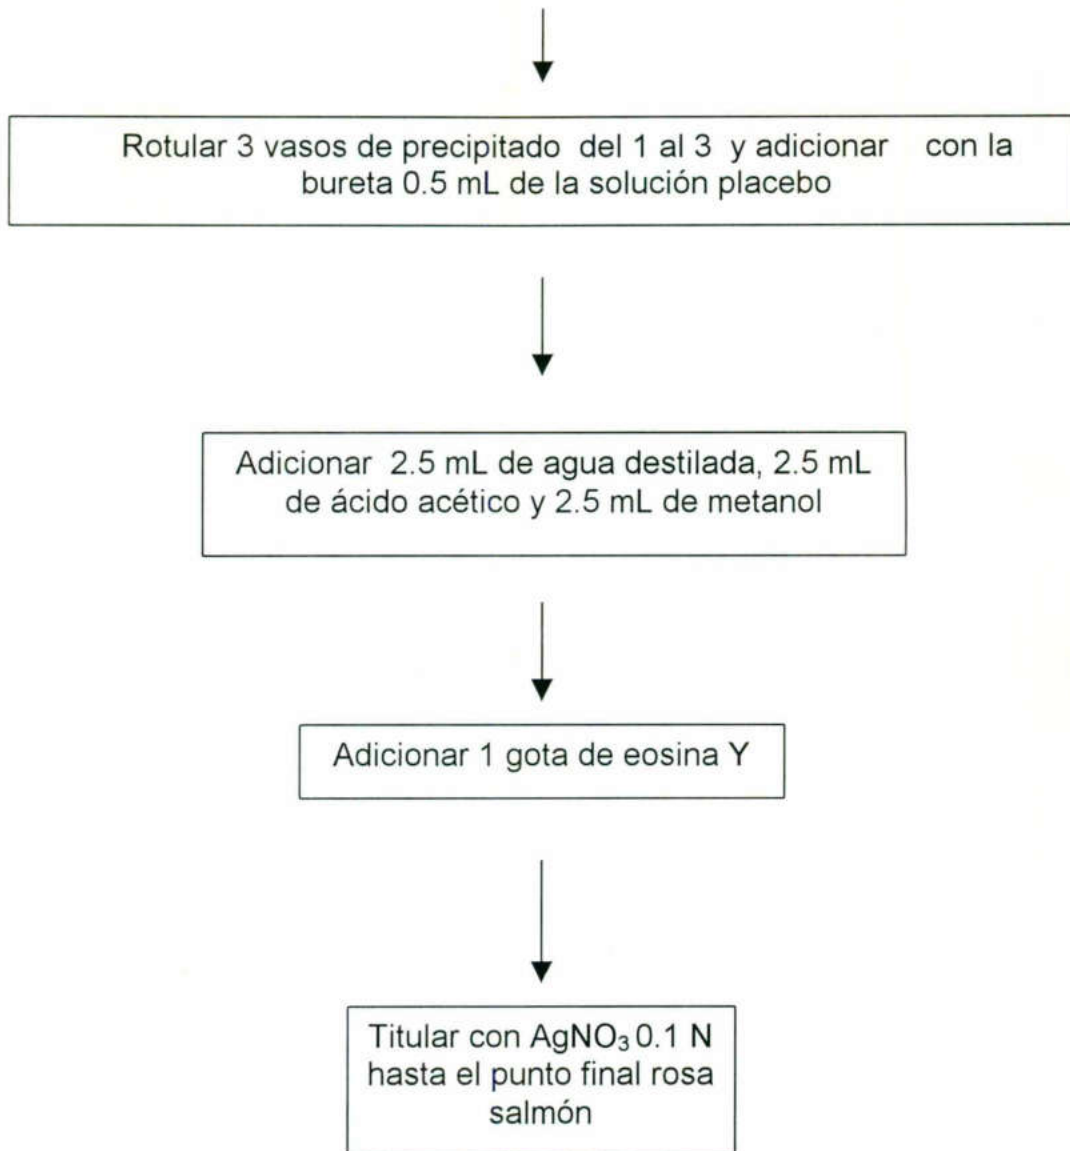 Rotular 3 vasos de precipitado del 1 al 3 y adicionar con la
bureta 0.5 mL de la solución placebo
Adicionar 2.5 mL de agua destilada, 2.5 mL
de ácido acético y 2.5 mL de metanol
Adicionar 1 gota de eosina Y
Titular con AgNO₃ 0.1 N
hasta el punto final rosa
salmón